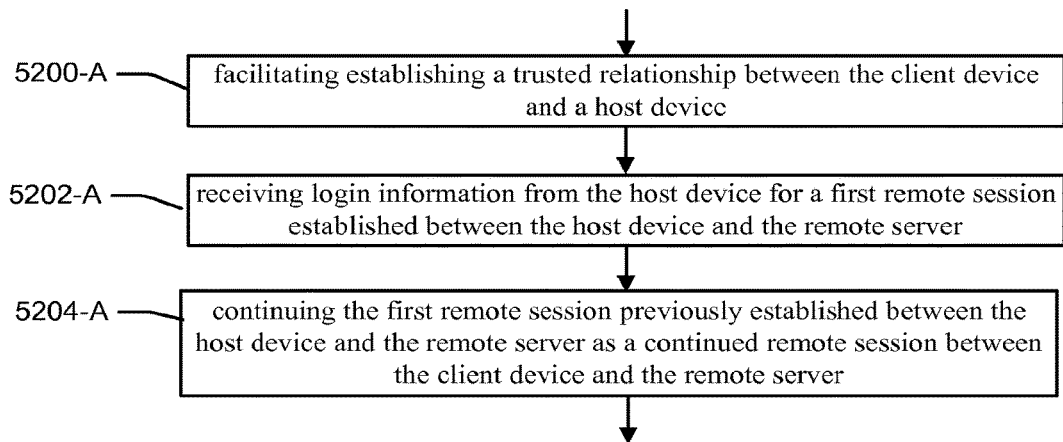 5200-A
facilitating establishing a trusted relationship between the client device
and a host device
5202-A
receiving login information from the host device for a first remote session
established between the host device and the remote server
5204-A
continuing the first remote session previously established between the
host device and the remote server as a continued remote session between
the client device and the remote server